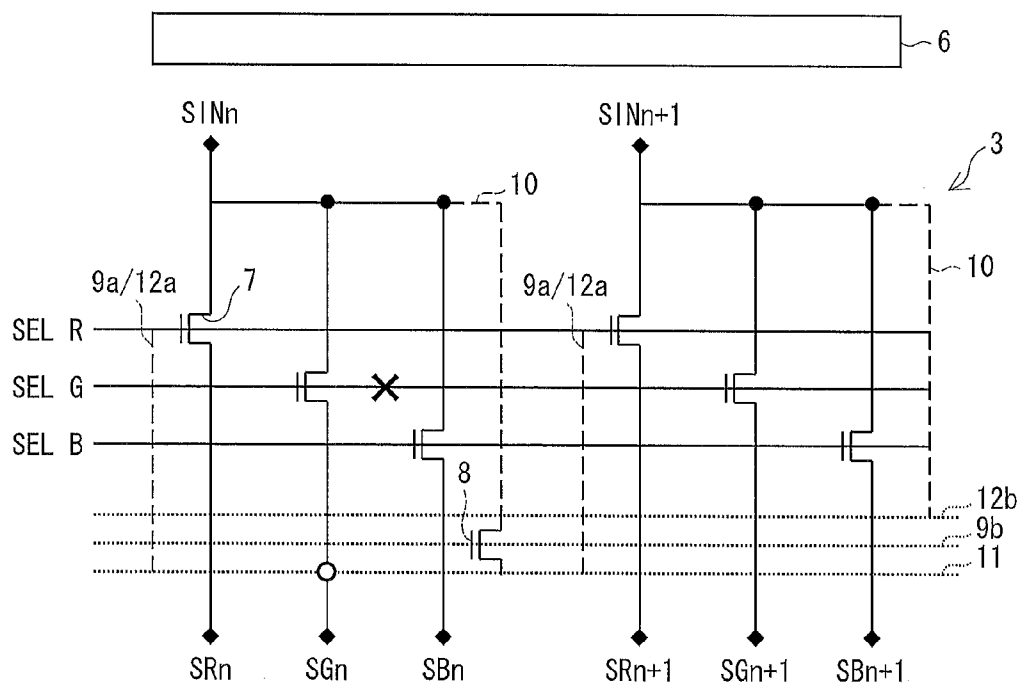 6
SINn SINn+1
3
10
10
9a/12a 7 9a/12a
SEL R
SEL G
SEL B
8
12b
9b
11
SRn SGn SBn SRn+1 SGn+1 SBn+1